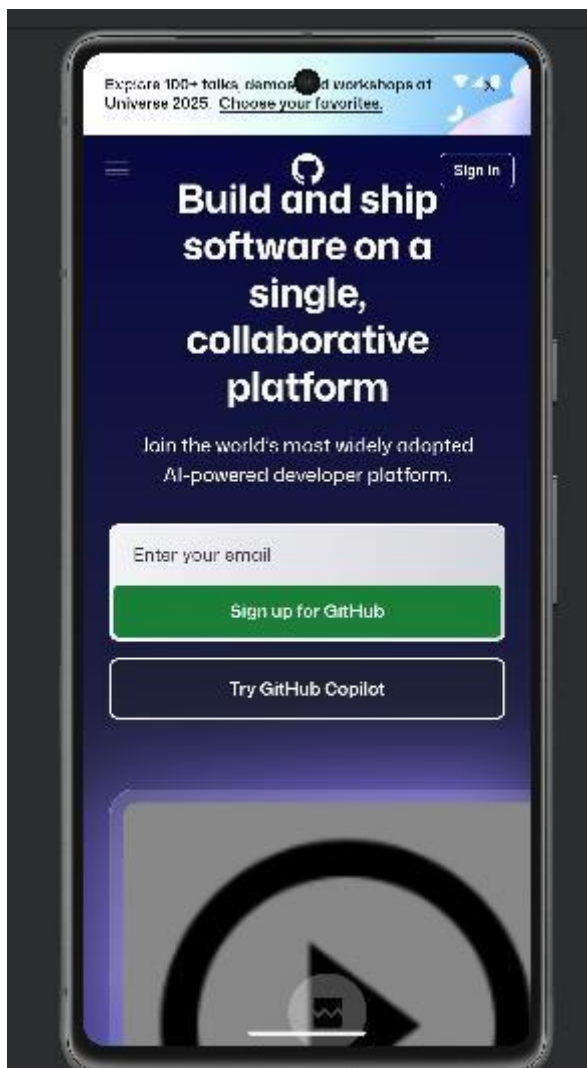 Explore 100+ talks, demos, and workshops at
Universe 2025. Choose your favorites.
Sign in
Build and ship
software on a
single,
collaborative
platform
Join the world's most widely adopted
AI-powered developer platform.
Enter your email
Sign up for GitHub
Try GitHub Copilot